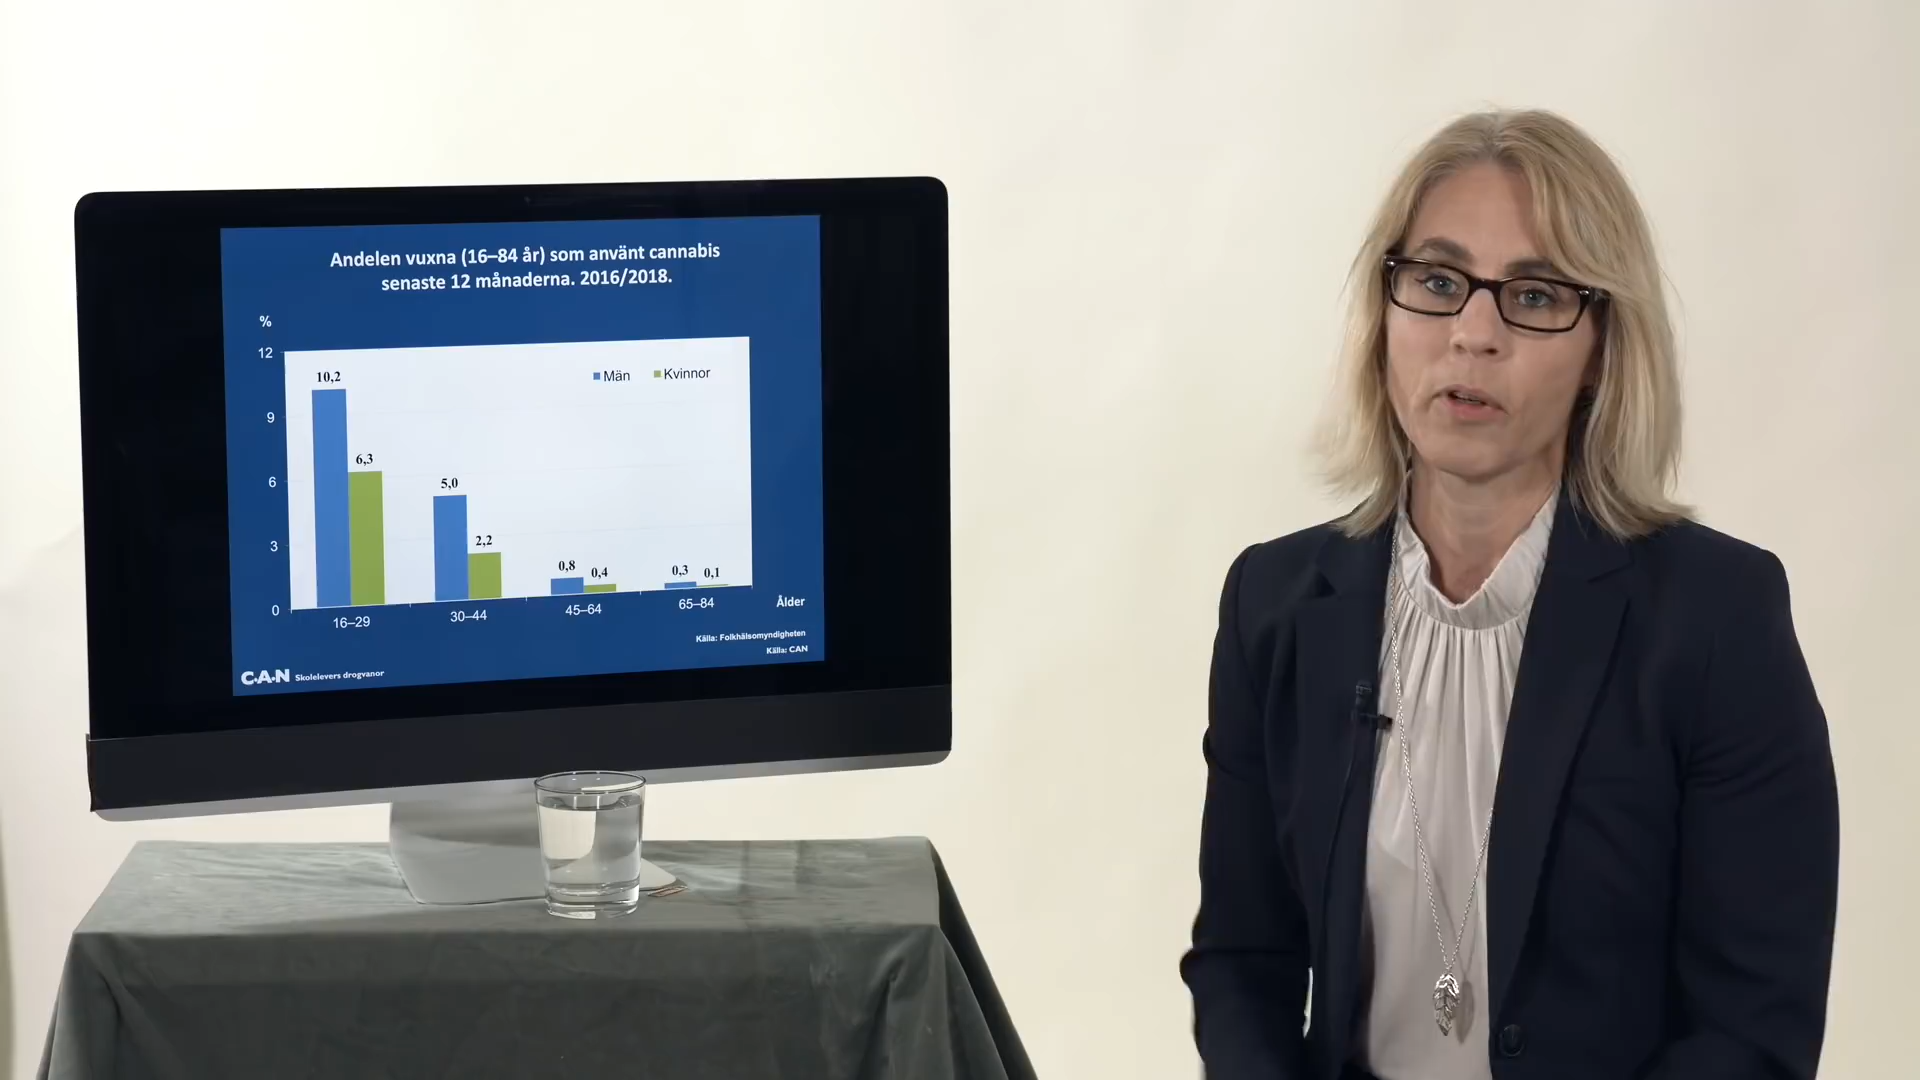 Andelen vuxna (16–84 år) som använt cannabis
senaste 12 månaderna. 2016/2018.
%
12
9
6
3
0
Män
Kvinnor
10,2
6,3
5,0
2,2
0,8
0,4
0,3
0,1
16–29
30–44
45–64
65–84
Ålder
Källa: Folkhälsomyndigheten
Källa: CAN
C·A·N Skolelevers drogvanor